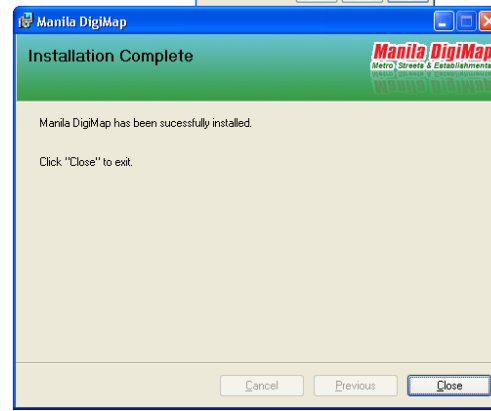 Manila DigiMap
Installation Complete
Manila DigiMap
Metro Streets & Establishments
Manila DigiMap has been sucessfully installed.
Click "Close" to exit.
Cancel
Previous
Close